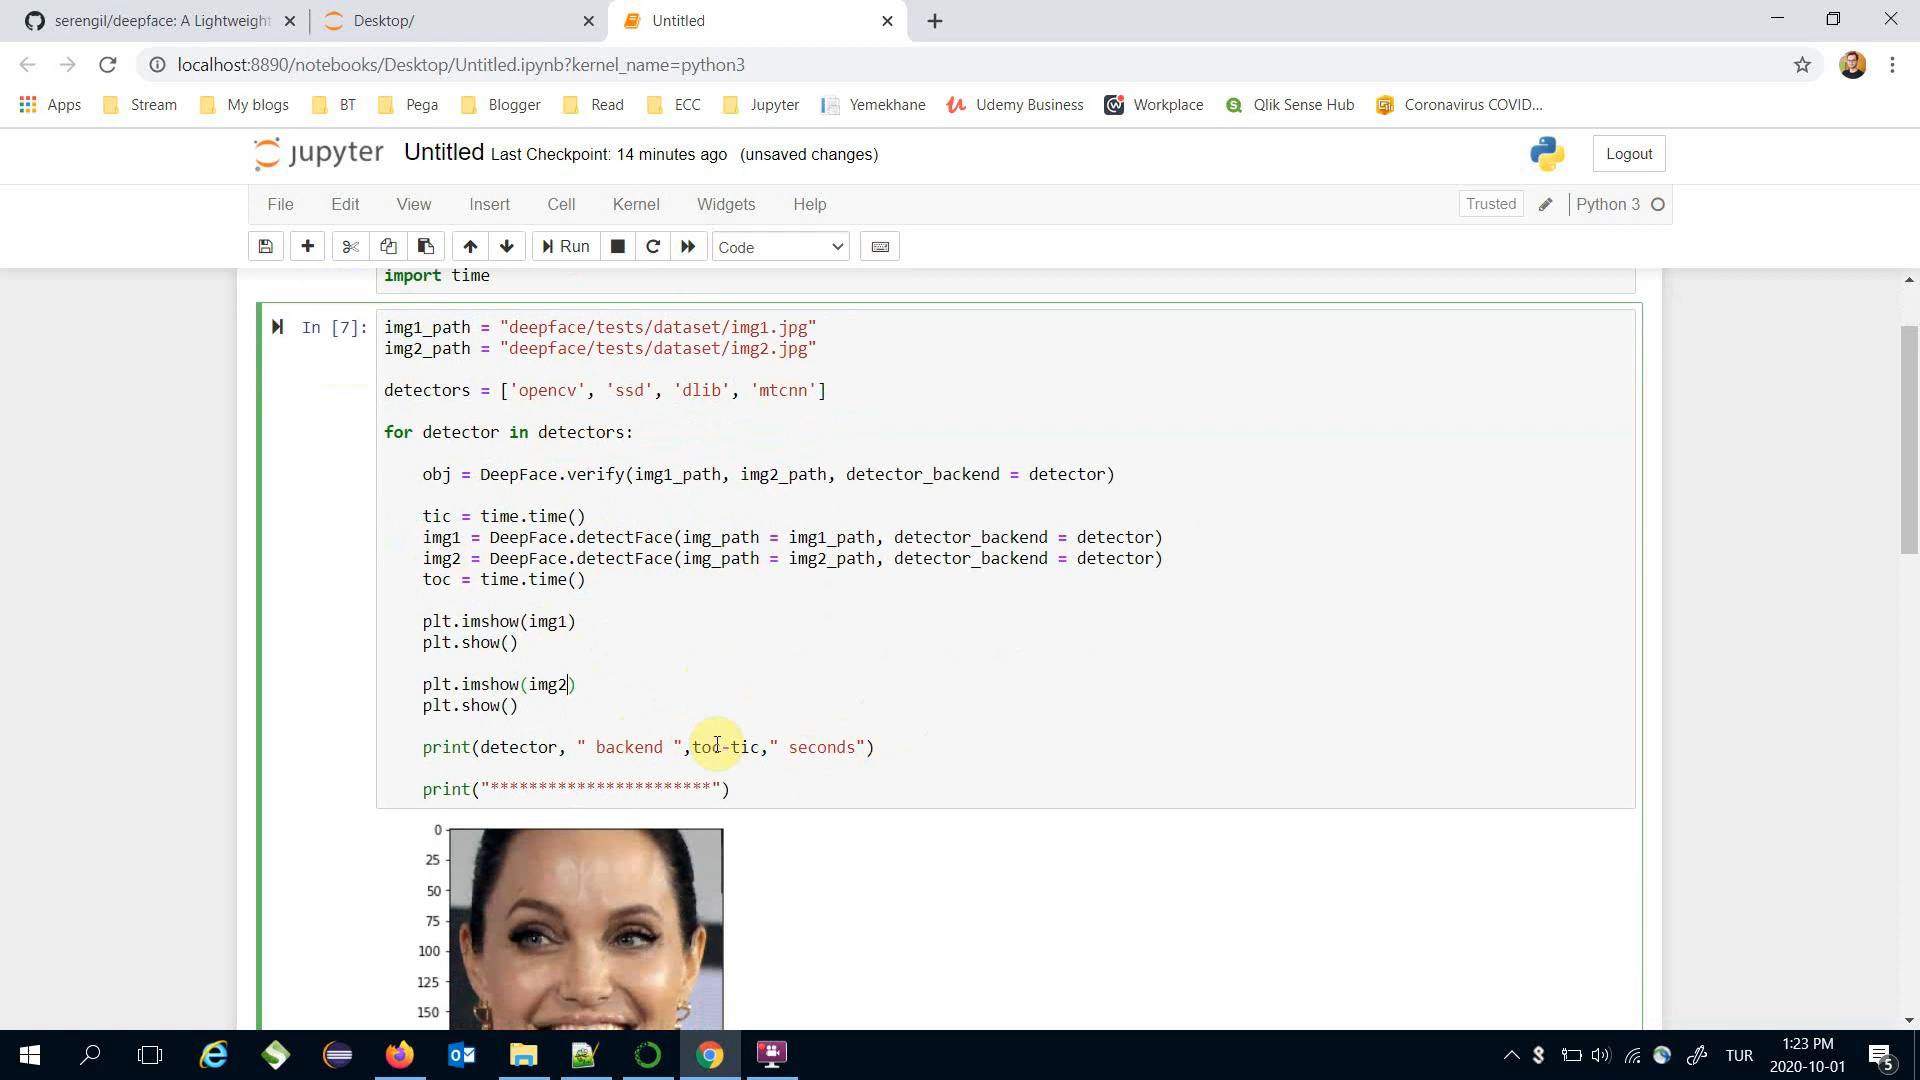 serengil/deepface: A Lightweight
Desktop/
Untitled
localhost:8890/notebooks/Desktop/Untitled.ipynb?kernel_name=python3
Apps Stream My blogs BT Pega Blogger Read ECC Jupyter Yemekhane Udemy Business Workplace Qlik Sense Hub Coronavirus COVID...
jupyter Untitled Last Checkpoint: 14 minutes ago (unsaved changes) Logout
File Edit View Insert Cell Kernel Widgets Help Trusted Python 3
Run Code
import time
In [7]: img1_path = "deepface/tests/dataset/img1.jpg"
img2_path = "deepface/tests/dataset/img2.jpg"
detectors = ['opencv', 'ssd', 'dlib', 'mtcnn']
for detector in detectors:
obj = DeepFace.verify(img1_path, img2_path, detector_backend = detector)
tic = time.time()
img1 = DeepFace.detectFace(img_path = img1_path, detector_backend = detector)
img2 = DeepFace.detectFace(img_path = img2_path, detector_backend = detector)
toc = time.time()
plt.imshow(img1)
plt.show()
plt.imshow(img2)
plt.show()
print(detector, " backend ",toc-tic," seconds")
print("***********************")
0
25
50
75
100
125
150
TUR
1:23 PM
2020-10-01
5